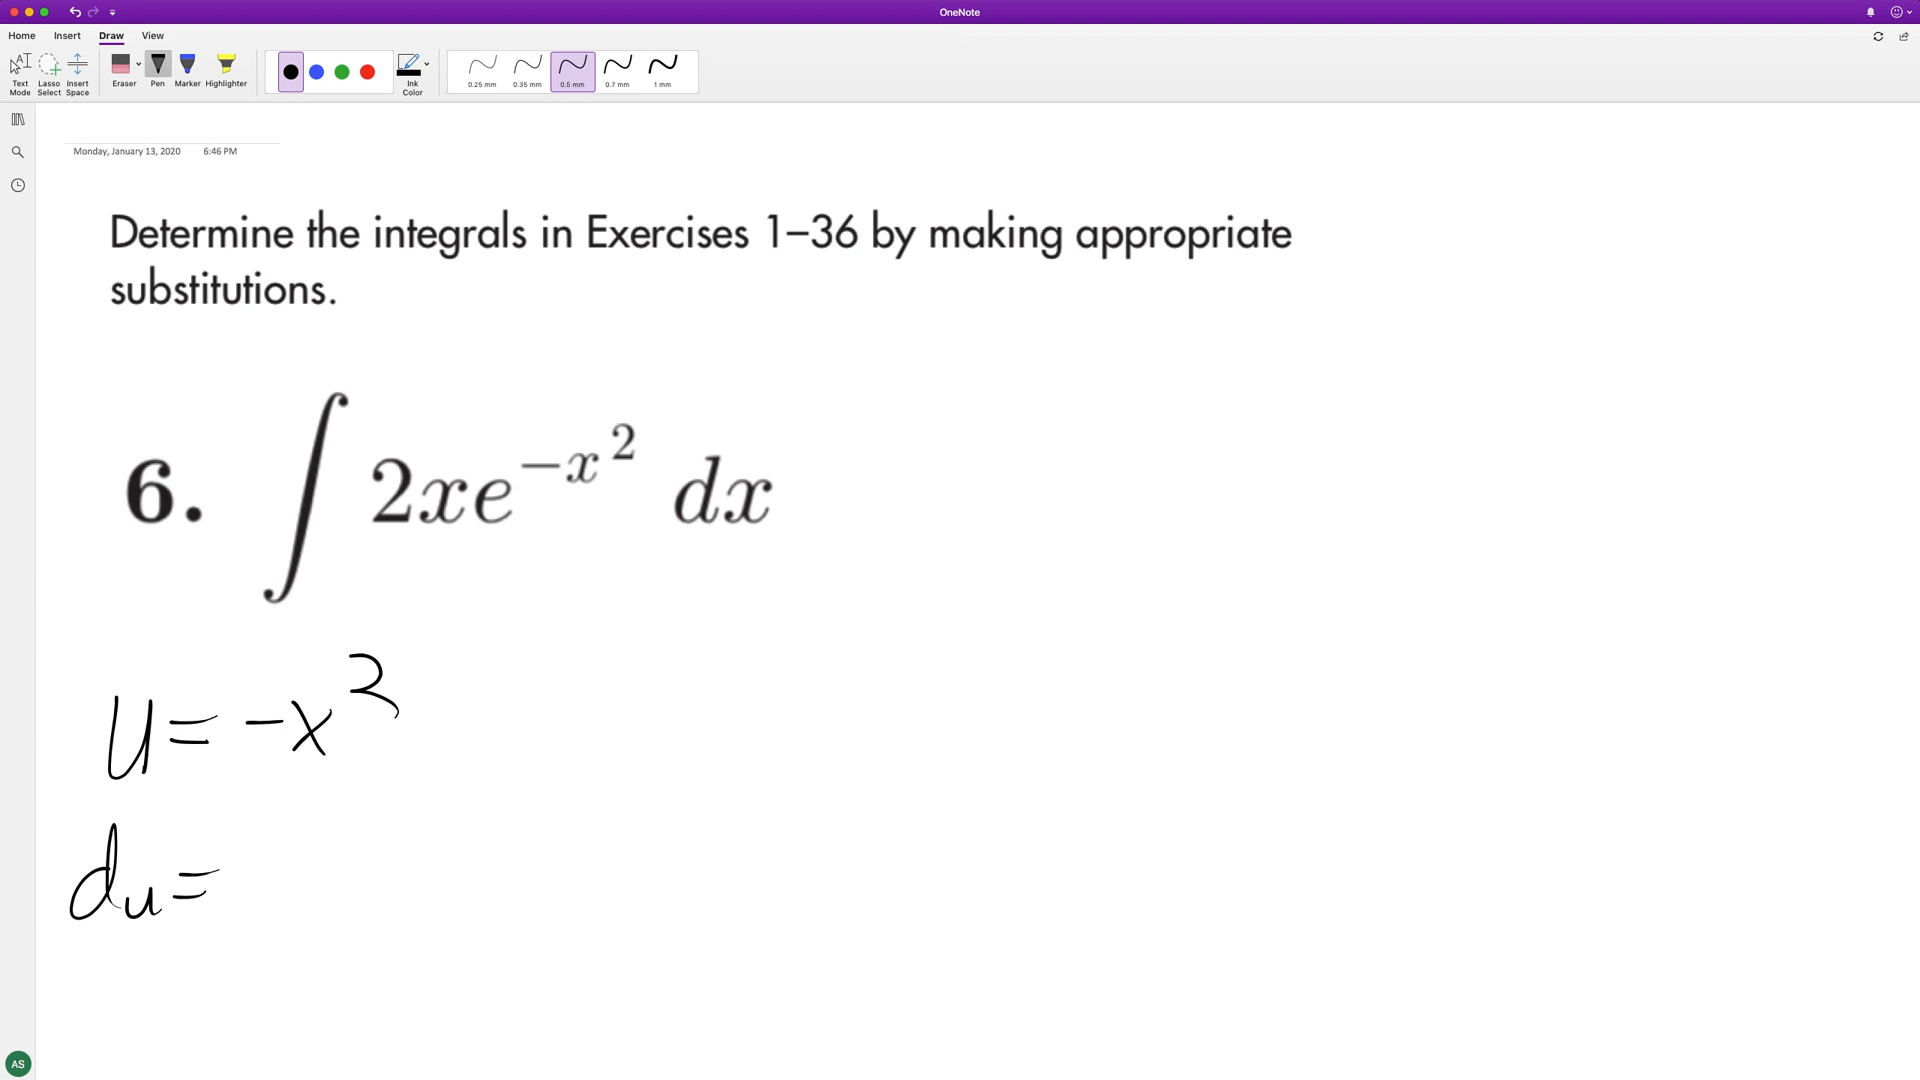 OneNote
Home Insert Draw View
Text Mode Lasso Select Insert Space Eraser Pen Marker Highlighter Ink Color 0.25 mm 0.35 mm 0.5 mm 0.7 mm 1 mm
Monday, January 13, 2020 6:46 PM
Determine the integrals in Exercises 1–36 by making appropriate
substitutions.
6. ∫ 2xe^{-x^2} dx
u = -x^2
du =
AS